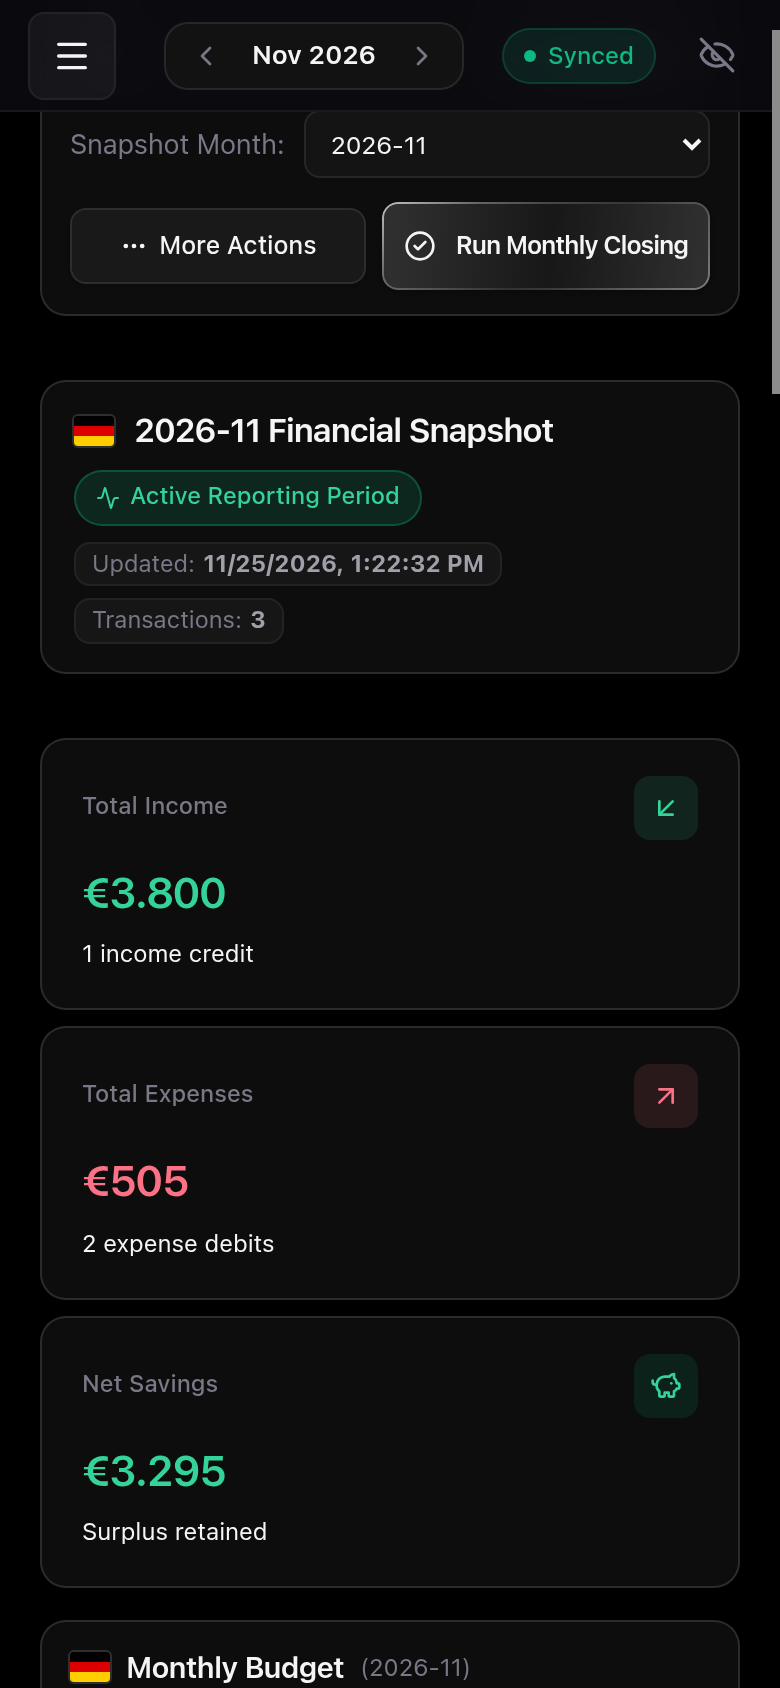 Nov 2026
Synced
Snapshot Month:
2026-11
More Actions
Run Monthly Closing
2026-11 Financial Snapshot
Active Reporting Period
Updated: 11/25/2026, 1:22:32 PM
Transactions: 3
Total Income
€3.800
1 income credit
Total Expenses
€505
2 expense debits
Net Savings
€3.295
Surplus retained
Monthly Budget (2026-11)